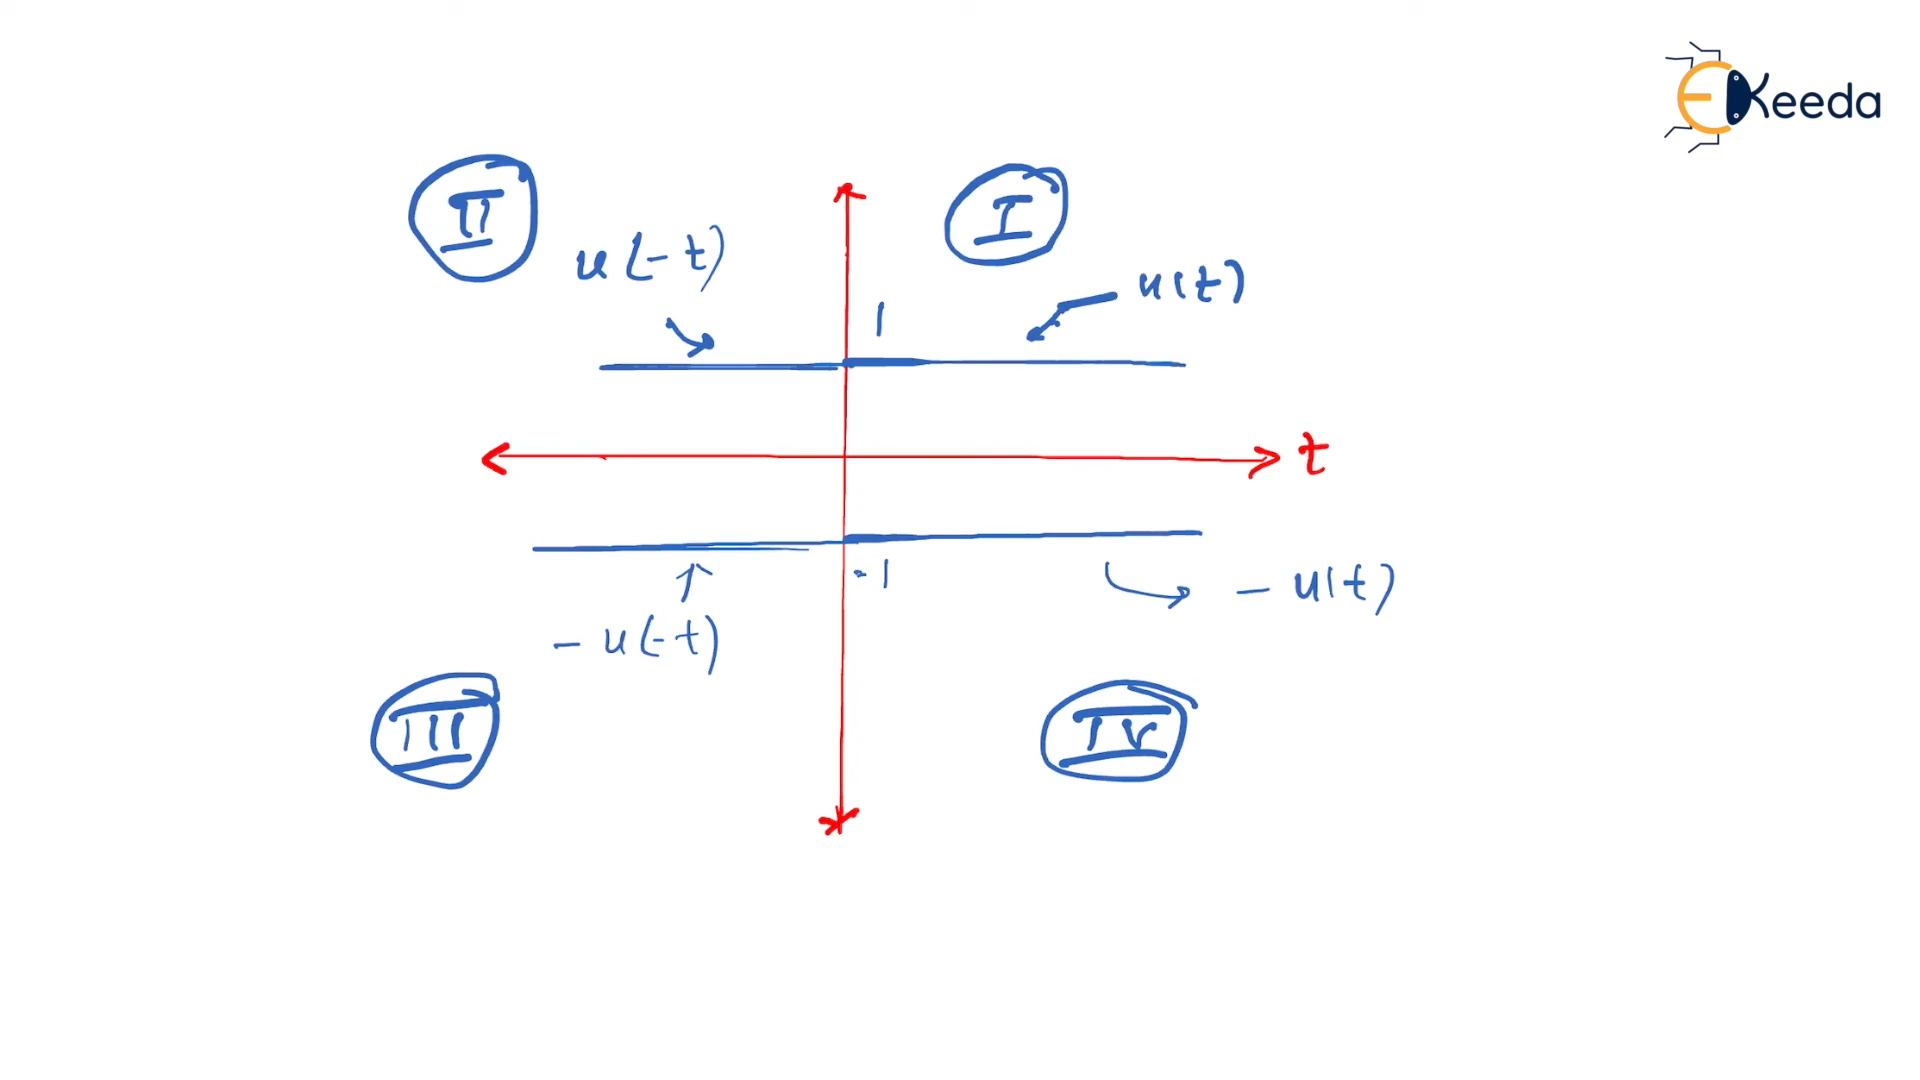 EKeeda
II
I
u(-t)
u(t)
1
t
-1
- u(t)
- u(-t)
III
IV